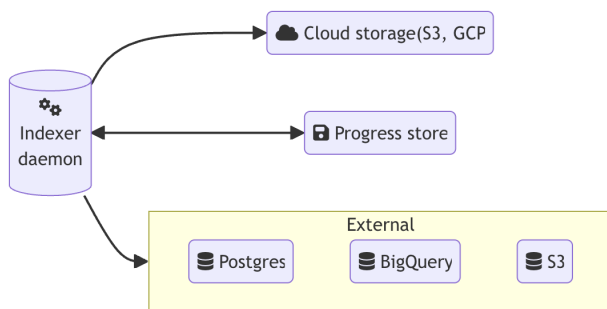 Cloud storage(S3, GCP
Indexer
daemon
Progress store
External
Postgres
BigQuery
S3